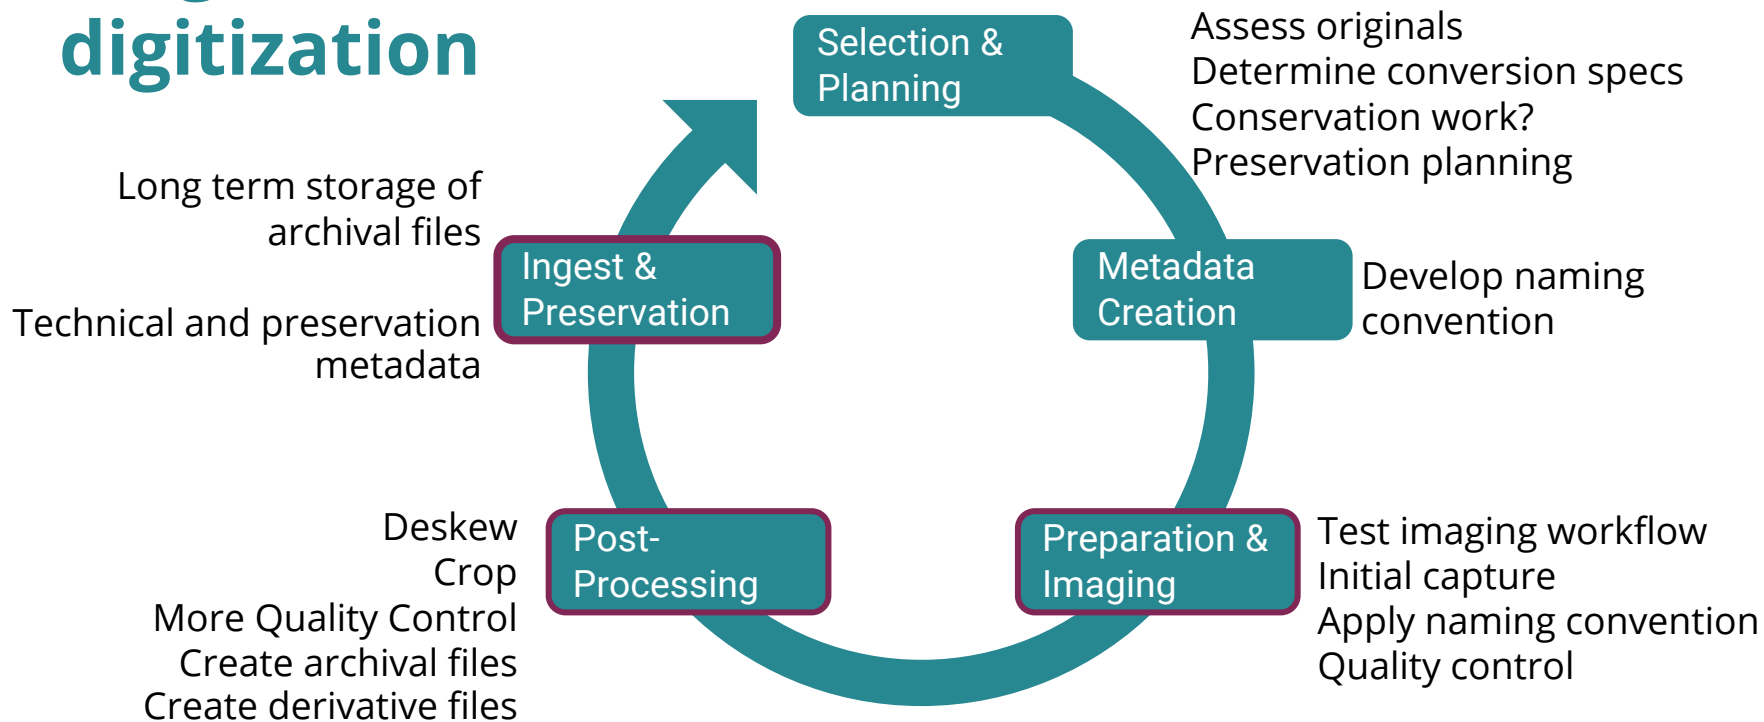 digitization
Selection &
Planning
Assess originals
Determine conversion specs
Conservation work?
Preservation planning
Metadata
Creation
Develop naming
convention
Preparation &
Imaging
Test imaging workflow
Initial capture
Apply naming convention
Quality control
Post-
Processing
Deskew
Crop
More Quality Control
Create archival files
Create derivative files
Ingest &
Preservation
Long term storage of
archival files
Technical and preservation
metadata